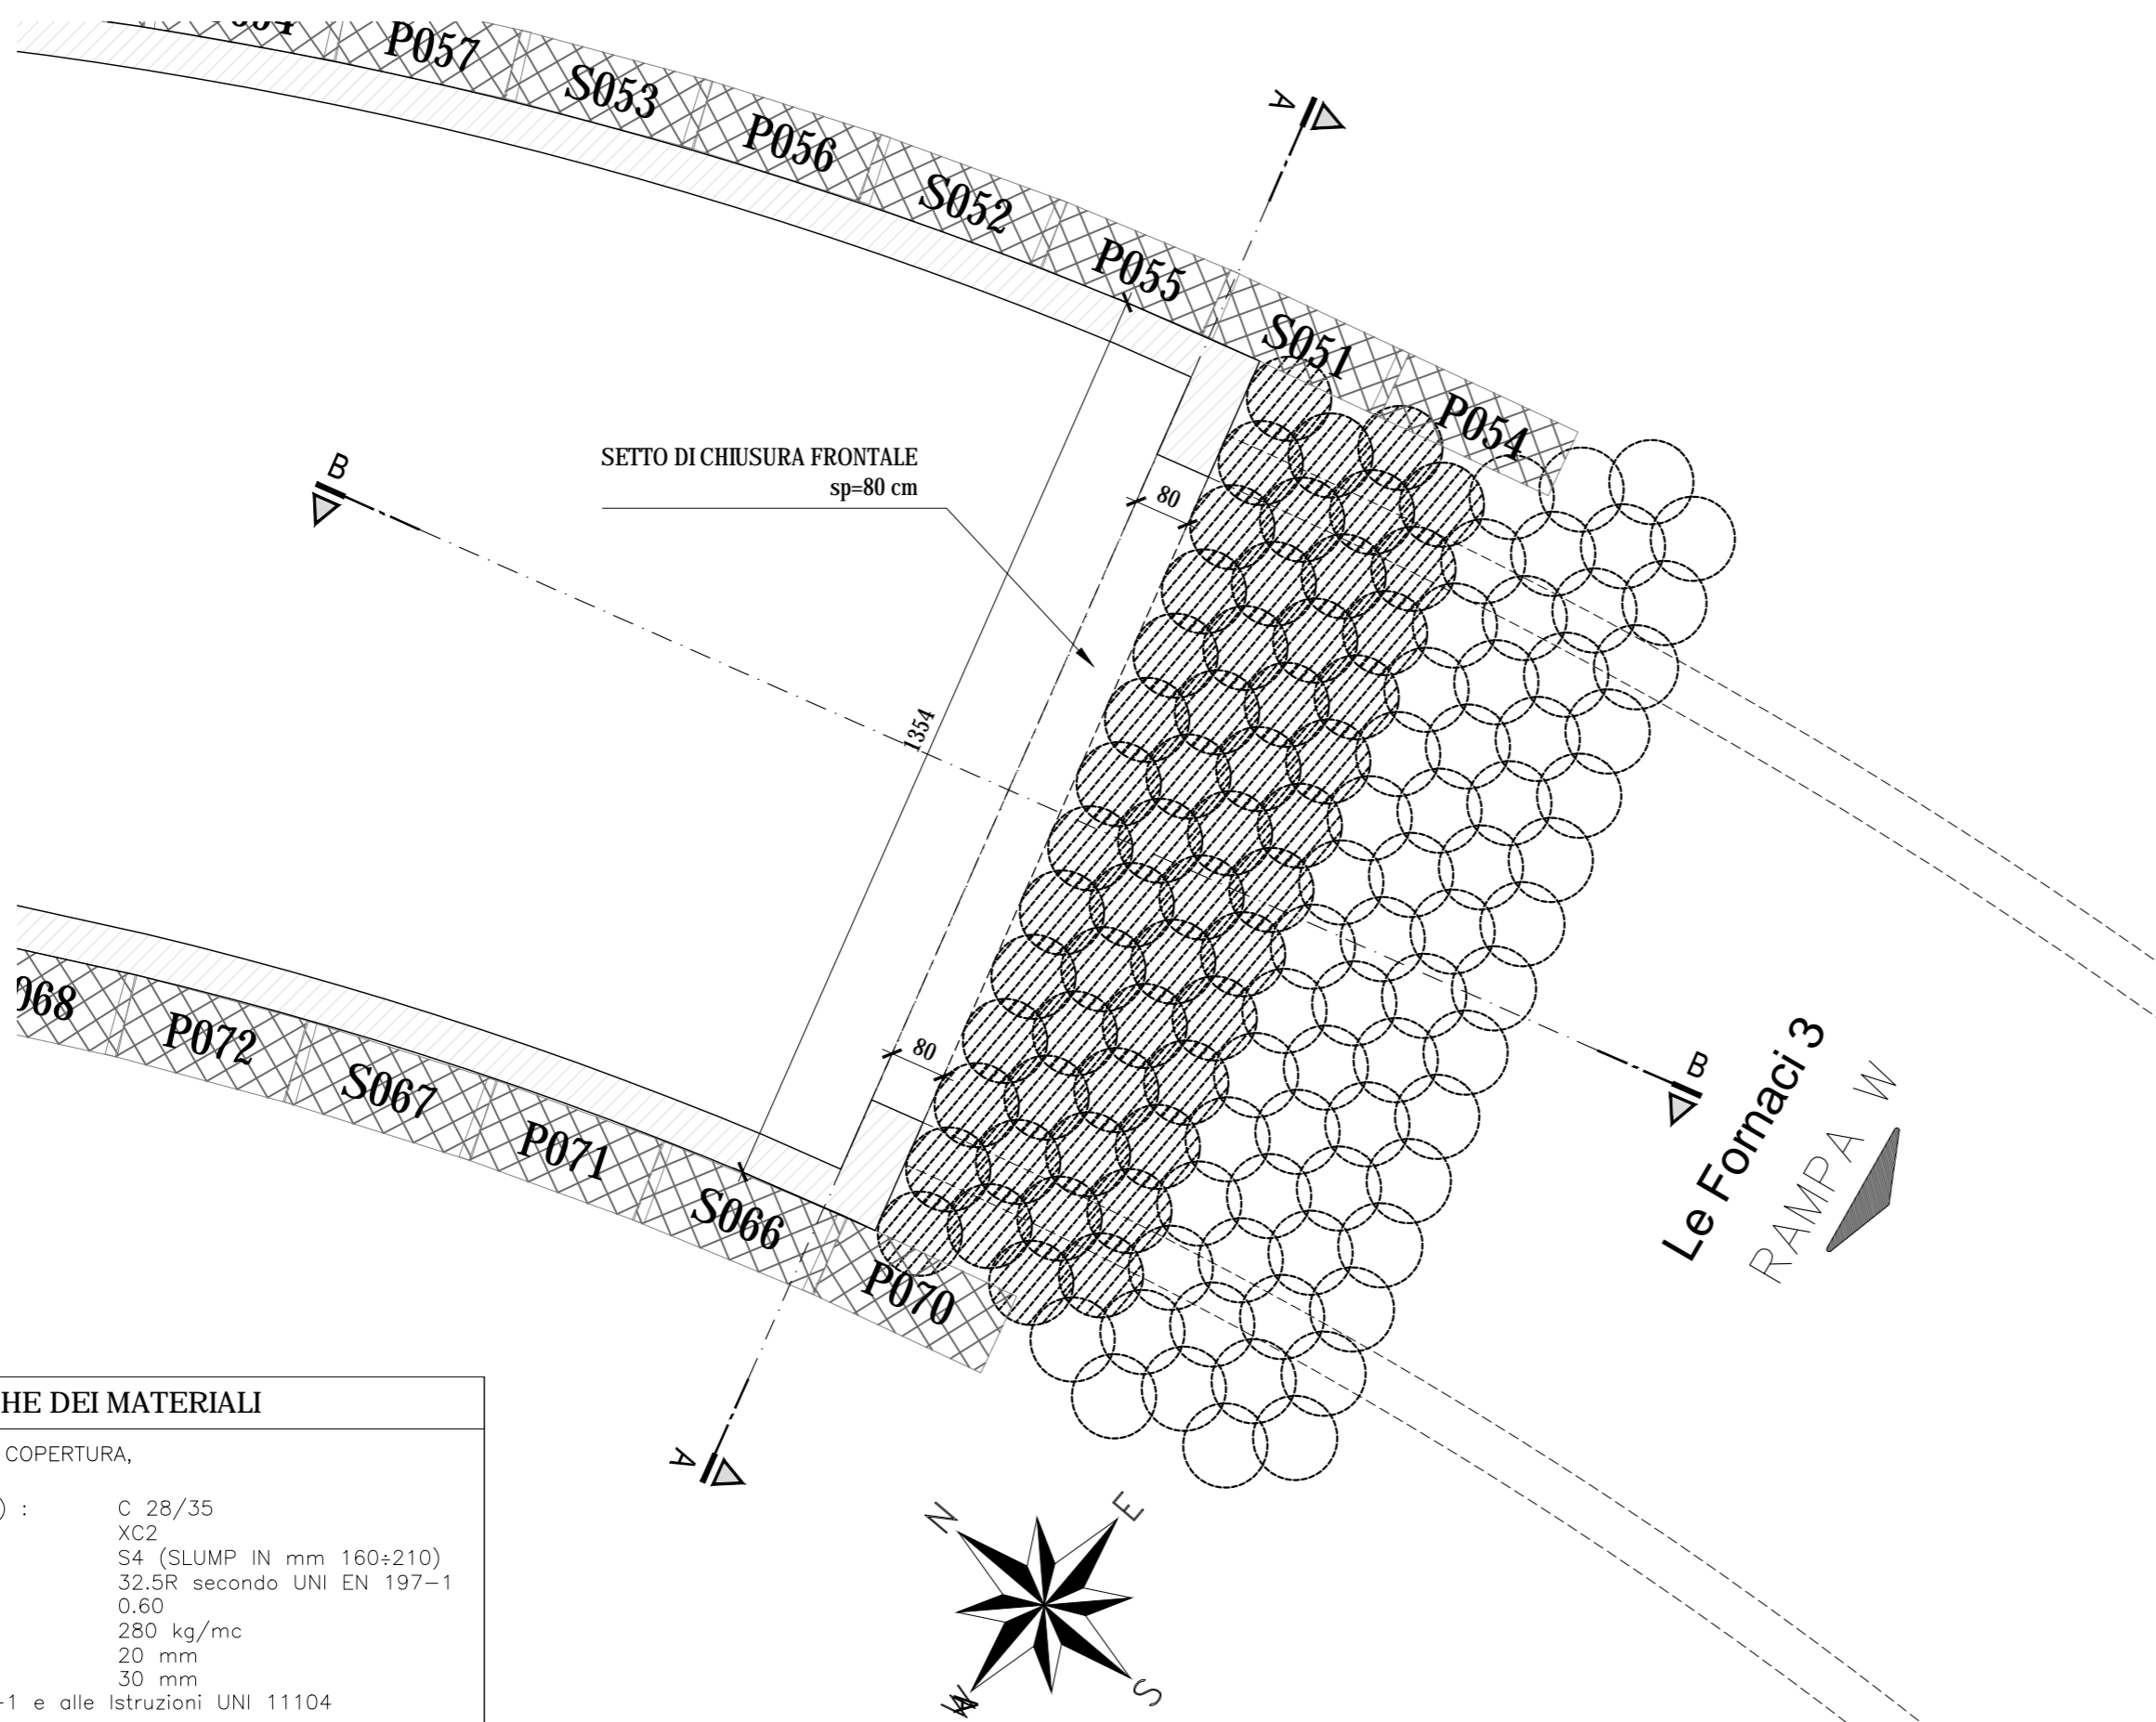 P057
S053
P056
S052
P055
S051
P054
A
B
SETTO DI CHIUSURA FRONTALE
sp=80 cm
80
1354
80
068
P072
S067
P071
S066
P070
B
Le Fornaci 3
RAMPA W
A
HE DEI MATERIALI
COPERTURA,
) : C 28/35
XC2
S4 (SLUMP IN mm 160÷210)
32.5R secondo UNI EN 197-1
0.60
280 kg/mc
20 mm
30 mm
-1 e alle Istruzioni UNI 11104
N
E
S